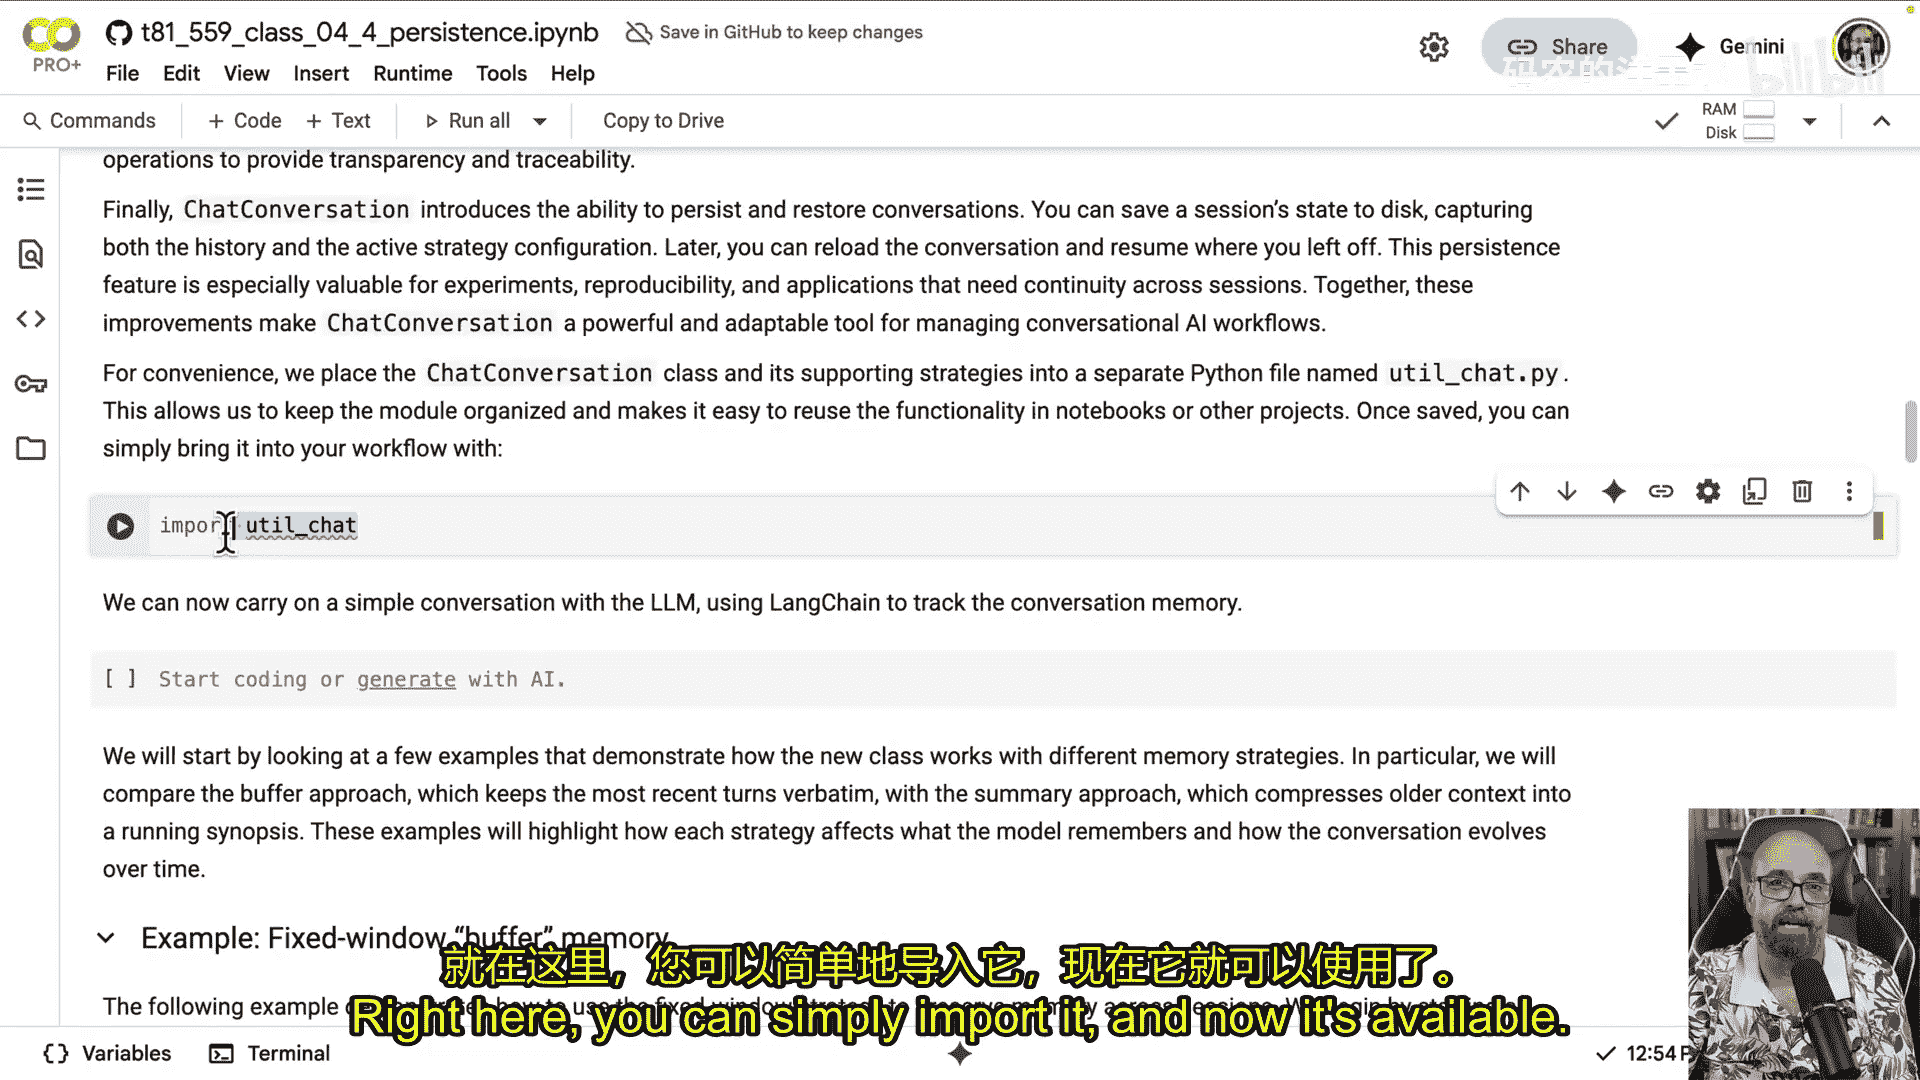 t81_559_class_04_4_persistence.ipynb
Save in GitHub to keep changes
Share
Gemini
PRO+
File Edit View Insert Runtime Tools Help
Commands
+ Code + Text
Run all
Copy to Drive
RAM
Disk
operations to provide transparency and traceability.
Finally, ChatConversation introduces the ability to persist and restore conversations. You can save a session’s state to disk, capturing
both the history and the active strategy configuration. Later, you can reload the conversation and resume where you left off. This persistence
feature is especially valuable for experiments, reproducibility, and applications that need continuity across sessions. Together, these
improvements make ChatConversation a powerful and adaptable tool for managing conversational AI workflows.
For convenience, we place the ChatConversation class and its supporting strategies into a separate Python file named util_chat.py.
This allows us to keep the module organized and makes it easy to reuse the functionality in notebooks or other projects. Once saved, you can
simply bring it into your workflow with:
import util_chat
We can now carry on a simple conversation with the LLM, using LangChain to track the conversation memory.
[ ] Start coding or generate with AI.
We will start by looking at a few examples that demonstrate how the new class works with different memory strategies. In particular, we will
compare the buffer approach, which keeps the most recent turns verbatim, with the summary approach, which compresses older context into
a running synopsis. These examples will highlight how each strategy affects what the model remembers and how the conversation evolves
over time.
Example: Fixed-window “buffer” memory
就在这里，您可以简单地导入它，现在它就可以使用了。
The following example
Right here, you can simply import it, and now it's available.
Variables
Terminal
12:54